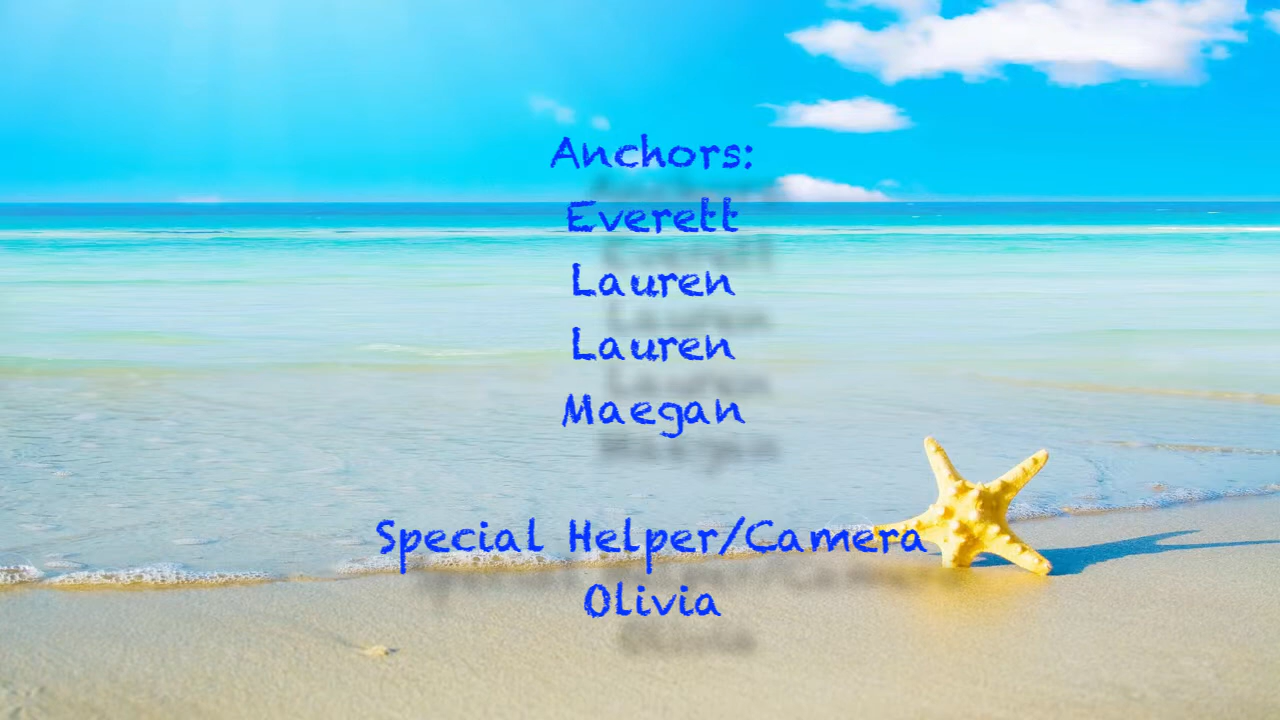 Anchors:
Everett
Lauren
Lauren
Maegan
Special Helper/Camera
Olivia